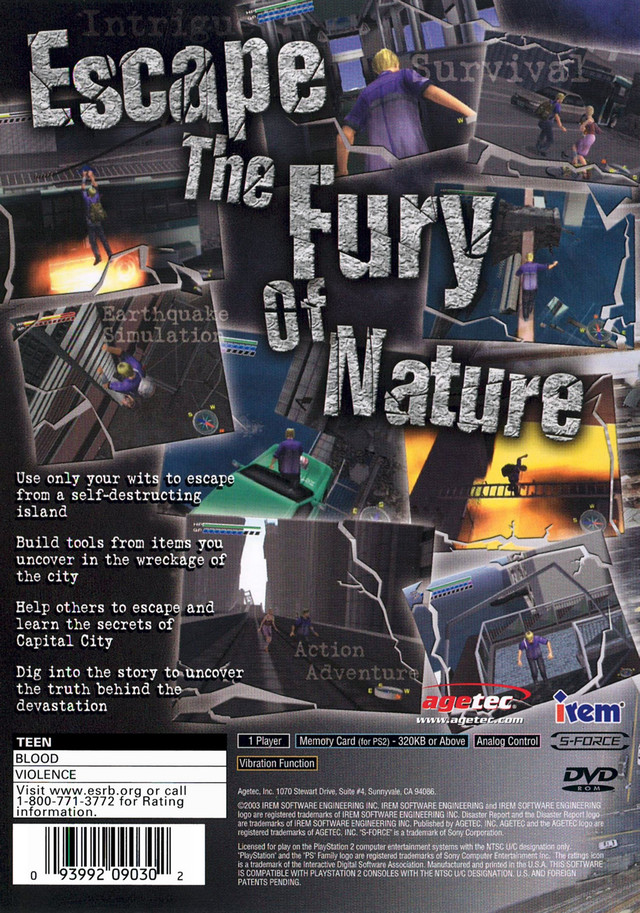 Intrigue
Survival
Escape
The
Fury
Of
Nature
Earthquake
Simulation
Use only your wits to escape
from a self-destructing
island
Build tools from items you
uncover in the wreckage of
the city
Help others to escape and
learn the secrets of
Capital City
Dig into the story to uncover
the truth behind the
devastation
Action
Adventure
agetec
www.agetec.com
irem
TEEN
BLOOD
VIOLENCE
Visit www.esrb.org or call
1-800-771-3772 for Rating
information.
0 93992 09030 2
1 Player
Memory Card (for PS2) - 320KB or Above
Analog Control
S-FORCE
Vibration Function
DVD
ROM
Agetec, Inc. 1070 Stewart Drive, Suite #4, Sunnyvale, CA 94086.
©2003 IREM SOFTWARE ENGINEERING INC. IREM SOFTWARE ENGINEERING and IREM SOFTWARE ENGINEERING
logo are registered trademarks of IREM SOFTWARE ENGINEERING INC. Disaster Report and the Disaster Report logo
are trademarks of IREM SOFTWARE ENGINEERING INC. Published by AGETEC, INC. AGETEC and the AGETEC logo are
registered trademarks of AGETEC, INC. "S-FORCE" is a trademark of Sony Corporation.
Licensed for play on the PlayStation 2 computer entertainment systems with the NTSC U/C designation only.
"PlayStation" and the "PS" Family logo are registered trademarks of Sony Computer Entertainment Inc. The ratings icon
is a trademark of the Interactive Digital Software Association. Manufactured and printed in the U.S.A. THIS SOFTWARE
IS COMPATIBLE WITH PLAYSTATION 2 CONSOLES WITH THE NTSC U/C DESIGNATION. U.S. AND FOREIGN
PATENTS PENDING.